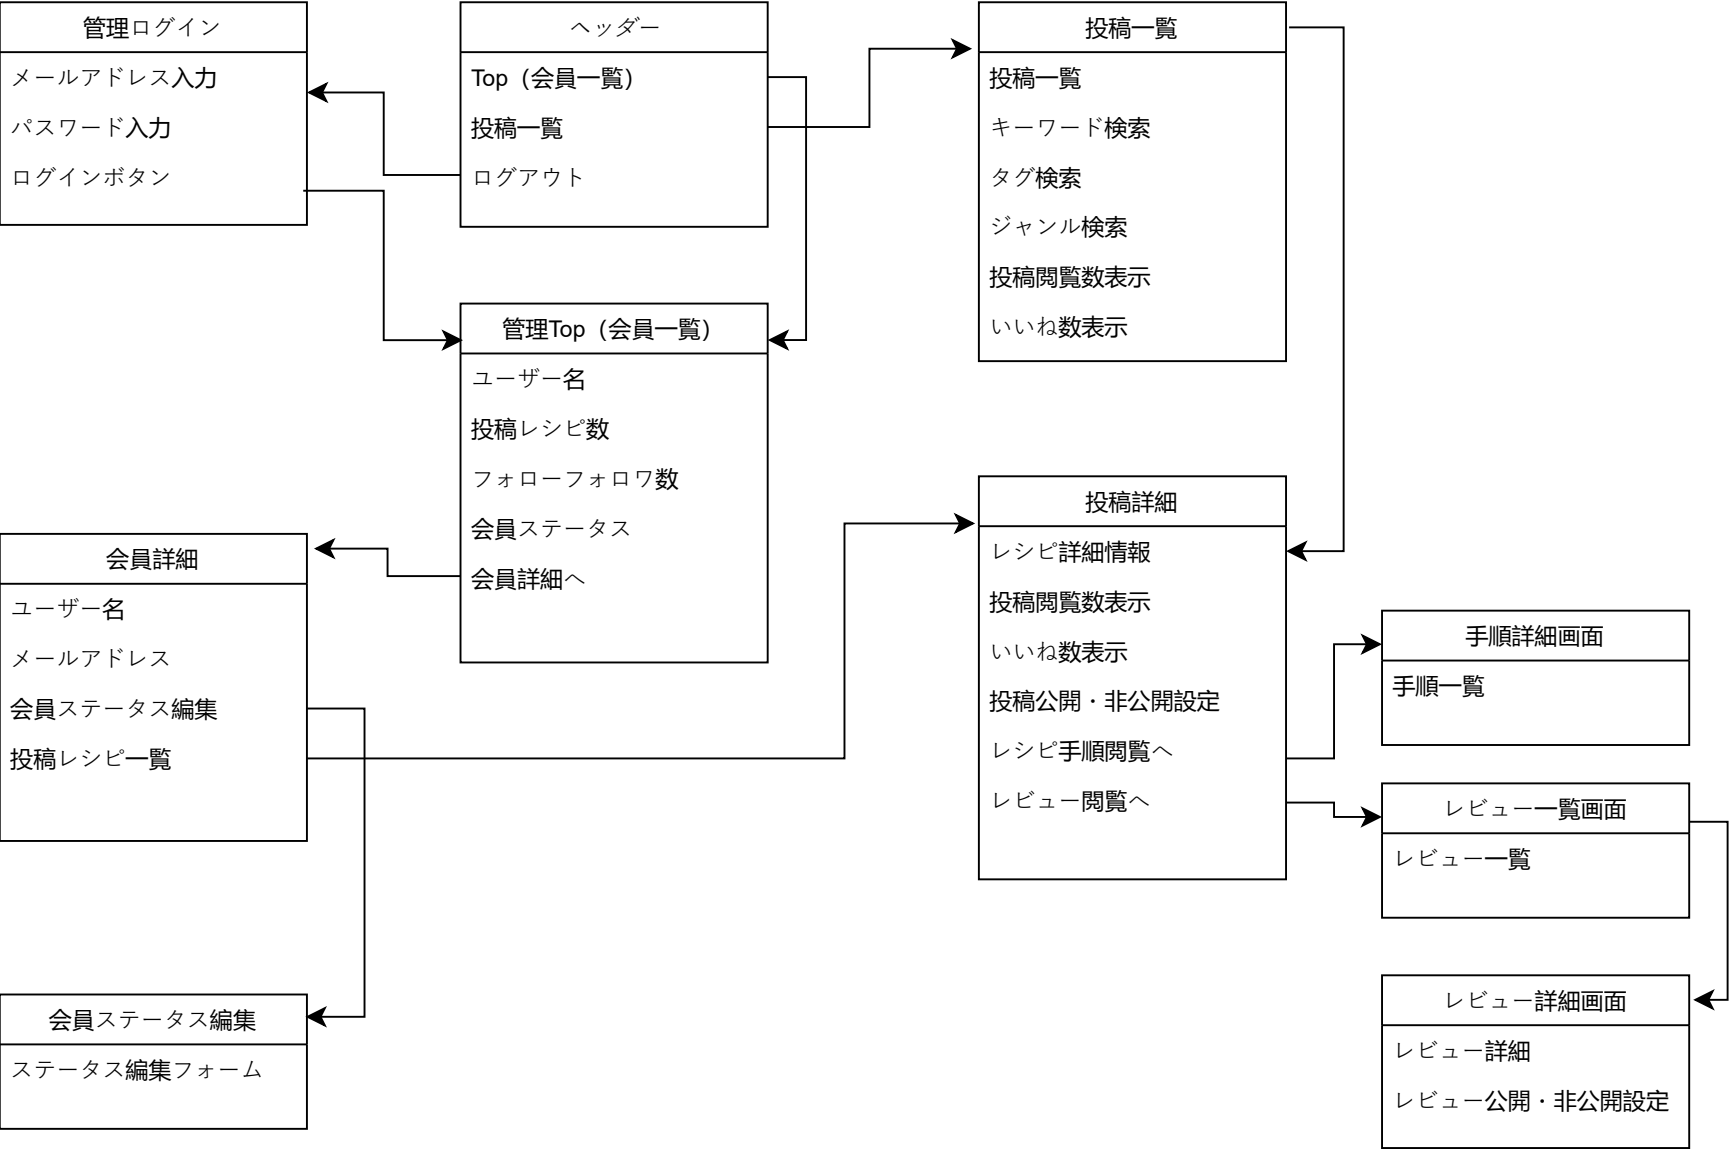 管理ログイン
メールアドレス入力
パスワード入力
ログインボタン
ヘッダー
Top（会員一覧）
投稿一覧
ログアウト
投稿一覧
投稿一覧
キーワード検索
タグ検索
ジャンル検索
投稿閲覧数表示
いいね数表示
管理Top（会員一覧）
ユーザー名
投稿レシピ数
フォローフォロワ数
会員ステータス
会員詳細へ
会員詳細
ユーザー名
メールアドレス
会員ステータス編集
投稿レシピ一覧
投稿詳細
レシピ詳細情報
投稿閲覧数表示
いいね数表示
投稿公開・非公開設定
レシピ手順閲覧へ
レビュー閲覧へ
手順詳細画面
手順一覧
レビュー一覧画面
レビュー一覧
会員ステータス編集
ステータス編集フォーム
レビュー詳細画面
レビュー詳細
レビュー公開・非公開設定